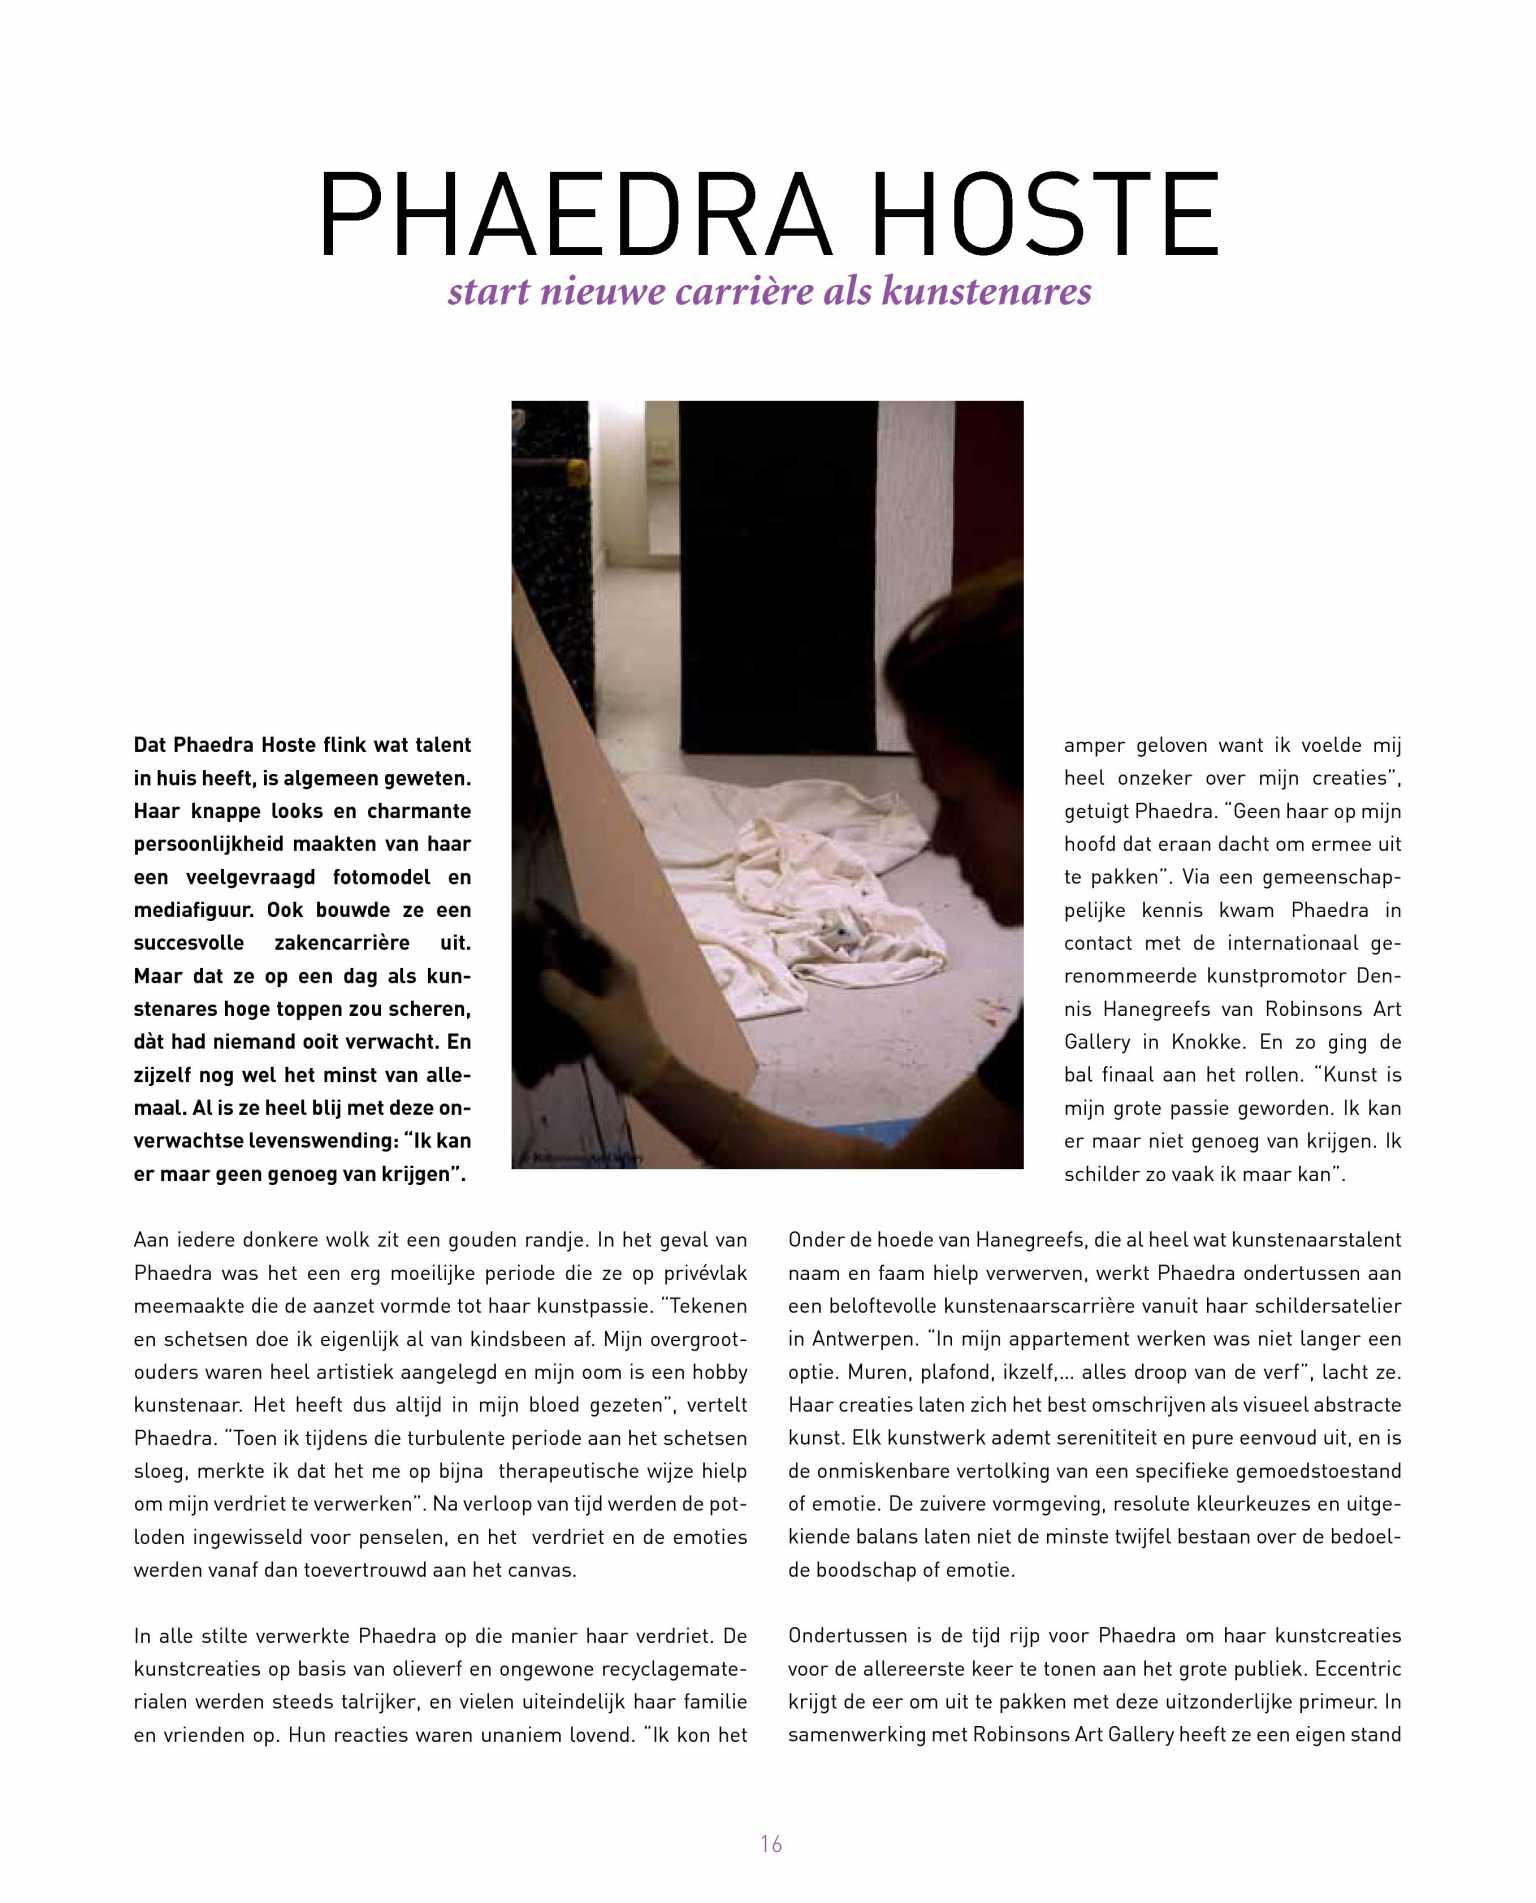 PHAEDRA HOSTE
start nieuwe carrière als kunstenares
Dat Phaedra Hoste flink wat talent
in huis heeft, is algemeen geweten.
Haar knappe looks en charmante
persoonlijkheid maakten van haar
een veelgevraagd fotomodel en
mediafiguur. Ook bouwde ze een
succesvolle zakencarrière uit.
Maar dat ze op een dag als kun-
stenares hoge toppen zou scheren,
dàt had niemand ooit verwacht. En
zijzelf nog wel het minst van alle-
maal. Al is ze heel blij met deze on-
verwachtse levenswending: “Ik kan
er maar geen genoeg van krijgen”.
Aan iedere donkere wolk zit een gouden randje. In het geval van
Phaedra was het een erg moeilijke periode die ze op privévlak
meemaakte die de aanzet vormde tot haar kunstpassie. “Tekenen
en schetsen doe ik eigenlijk al van kindsbeen af. Mijn overgroot-
ouders waren heel artistiek aangelegd en mijn oom is een hobby
kunstenaar. Het heeft dus altijd in mijn bloed gezeten”, vertelt
Phaedra. “Toen ik tijdens die turbulente periode aan het schetsen
sloeg, merkte ik dat het me op bijna  therapeutische wijze hielp
om mijn verdriet te verwerken”. Na verloop van tijd werden de pot-
loden ingewisseld voor penselen, en het  verdriet en de emoties
werden vanaf dan toevertrouwd aan het canvas.
In alle stilte verwerkte Phaedra op die manier haar verdriet. De
kunstcreaties op basis van olieverf en ongewone recyclagemate-
rialen werden steeds talrijker, en vielen uiteindelijk haar familie
en vrienden op. Hun reacties waren unaniem lovend. “Ik kon het
amper geloven want ik voelde mij
heel onzeker over mijn creaties”,
getuigt Phaedra. “Geen haar op mijn
hoofd dat eraan dacht om ermee uit
te pakken”. Via een gemeenschap-
pelijke kennis kwam Phaedra in
contact met de internationaal ge-
renommeerde kunstpromotor Den-
nis Hanegreefs van Robinsons Art
Gallery in Knokke. En zo ging de
bal finaal aan het rollen. “Kunst is
mijn grote passie geworden. Ik kan
er maar niet genoeg van krijgen. Ik
schilder zo vaak ik maar kan”.
Onder de hoede van Hanegreefs, die al heel wat kunstenaarstalent
naam en faam hielp verwerven, werkt Phaedra ondertussen aan
een beloftevolle kunstenaarscarrière vanuit haar schildersatelier
in Antwerpen. “In mijn appartement werken was niet langer een
optie. Muren, plafond, ikzelf,... alles droop van de verf”, lacht ze.
Haar creaties laten zich het best omschrijven als visueel abstracte
kunst. Elk kunstwerk ademt serenititeit en pure eenvoud uit, en is
de onmiskenbare vertolking van een specifieke gemoedstoestand
of emotie. De zuivere vormgeving, resolute kleurkeuzes en uitge-
kiende balans laten niet de minste twijfel bestaan over de bedoel-
de boodschap of emotie.
Ondertussen is de tijd rijp voor Phaedra om haar kunstcreaties
voor de allereerste keer te tonen aan het grote publiek. Eccentric
krijgt de eer om uit te pakken met deze uitzonderlijke primeur. In
samenwerking met Robinsons Art Gallery heeft ze een eigen stand
16